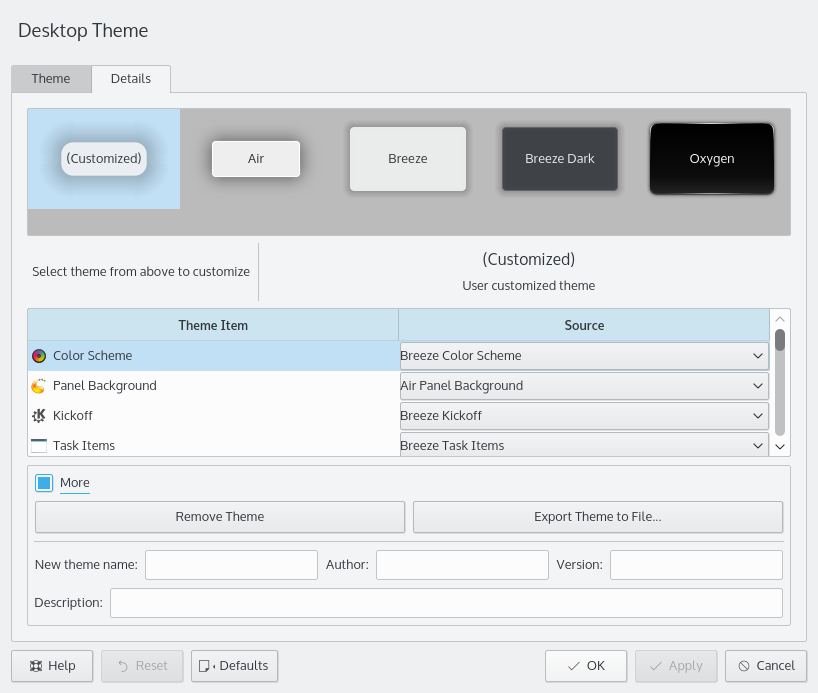 Desktop Theme
Theme Details
(Customized) Air Breeze Breeze Dark Oxygen
(Customized)
Select theme from above to customize
User customized theme
Theme Item Source
Color Scheme Breeze Color Scheme
Panel Background Air Panel Background
Kickoff Breeze Kickoff
Task Items Breeze Task Items
More
Remove Theme Export Theme to File...
New theme name: Author: Version:
Description:
Help Reset Defaults OK Apply Cancel